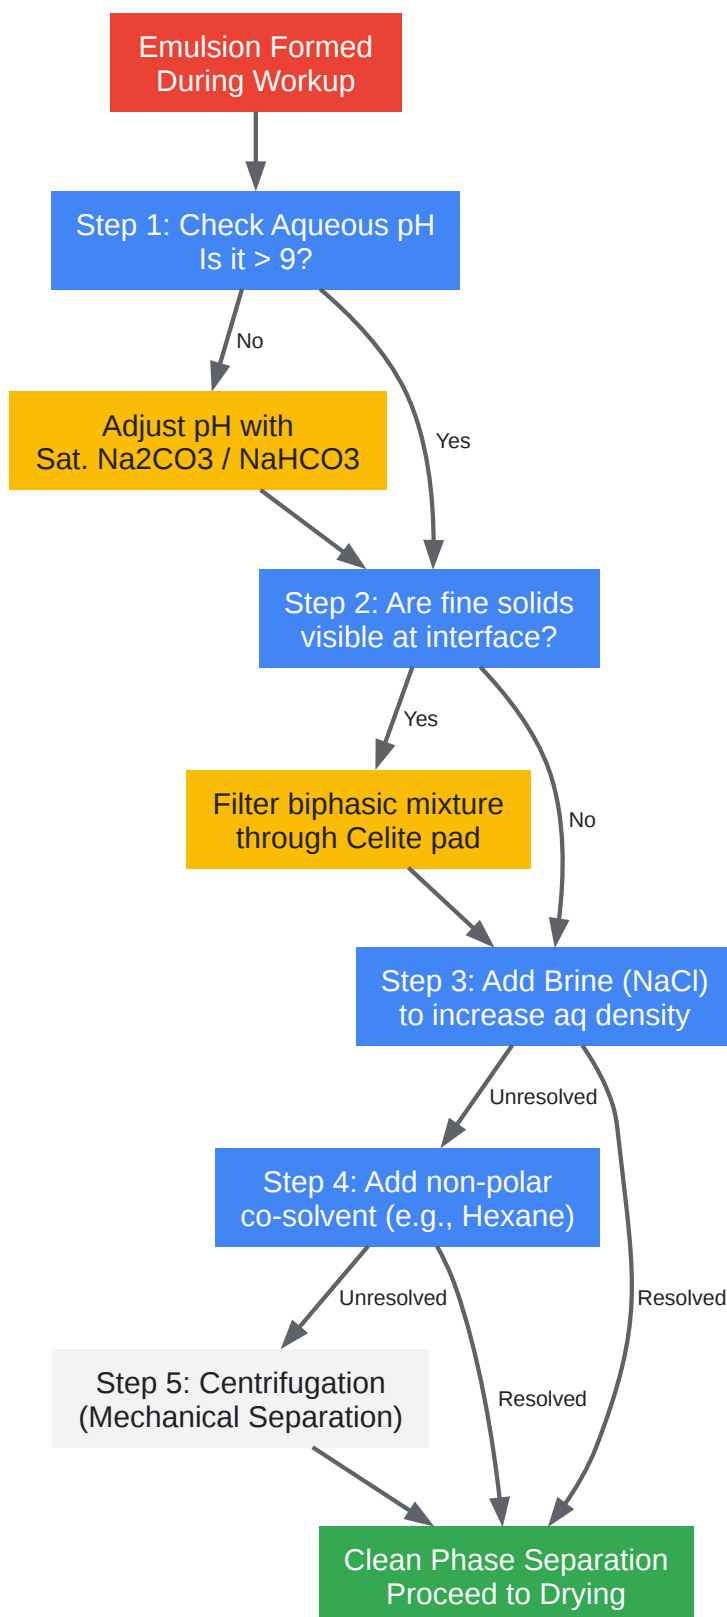 Emulsion Formed
During Workup
Step 1: Check Aqueous pH
Is it > 9?
No
Yes
Adjust pH with
Sat. Na2CO3 / NaHCO3
Step 2: Are fine solids
visible at interface?
Yes
No
Filter biphasic mixture
through Celite pad
Step 3: Add Brine (NaCl)
to increase aq density
Unresolved
Resolved
Step 4: Add non-polar
co-solvent (e.g., Hexane)
Unresolved
Resolved
Step 5: Centrifugation
(Mechanical Separation)
Clean Phase Separation
Proceed to Drying